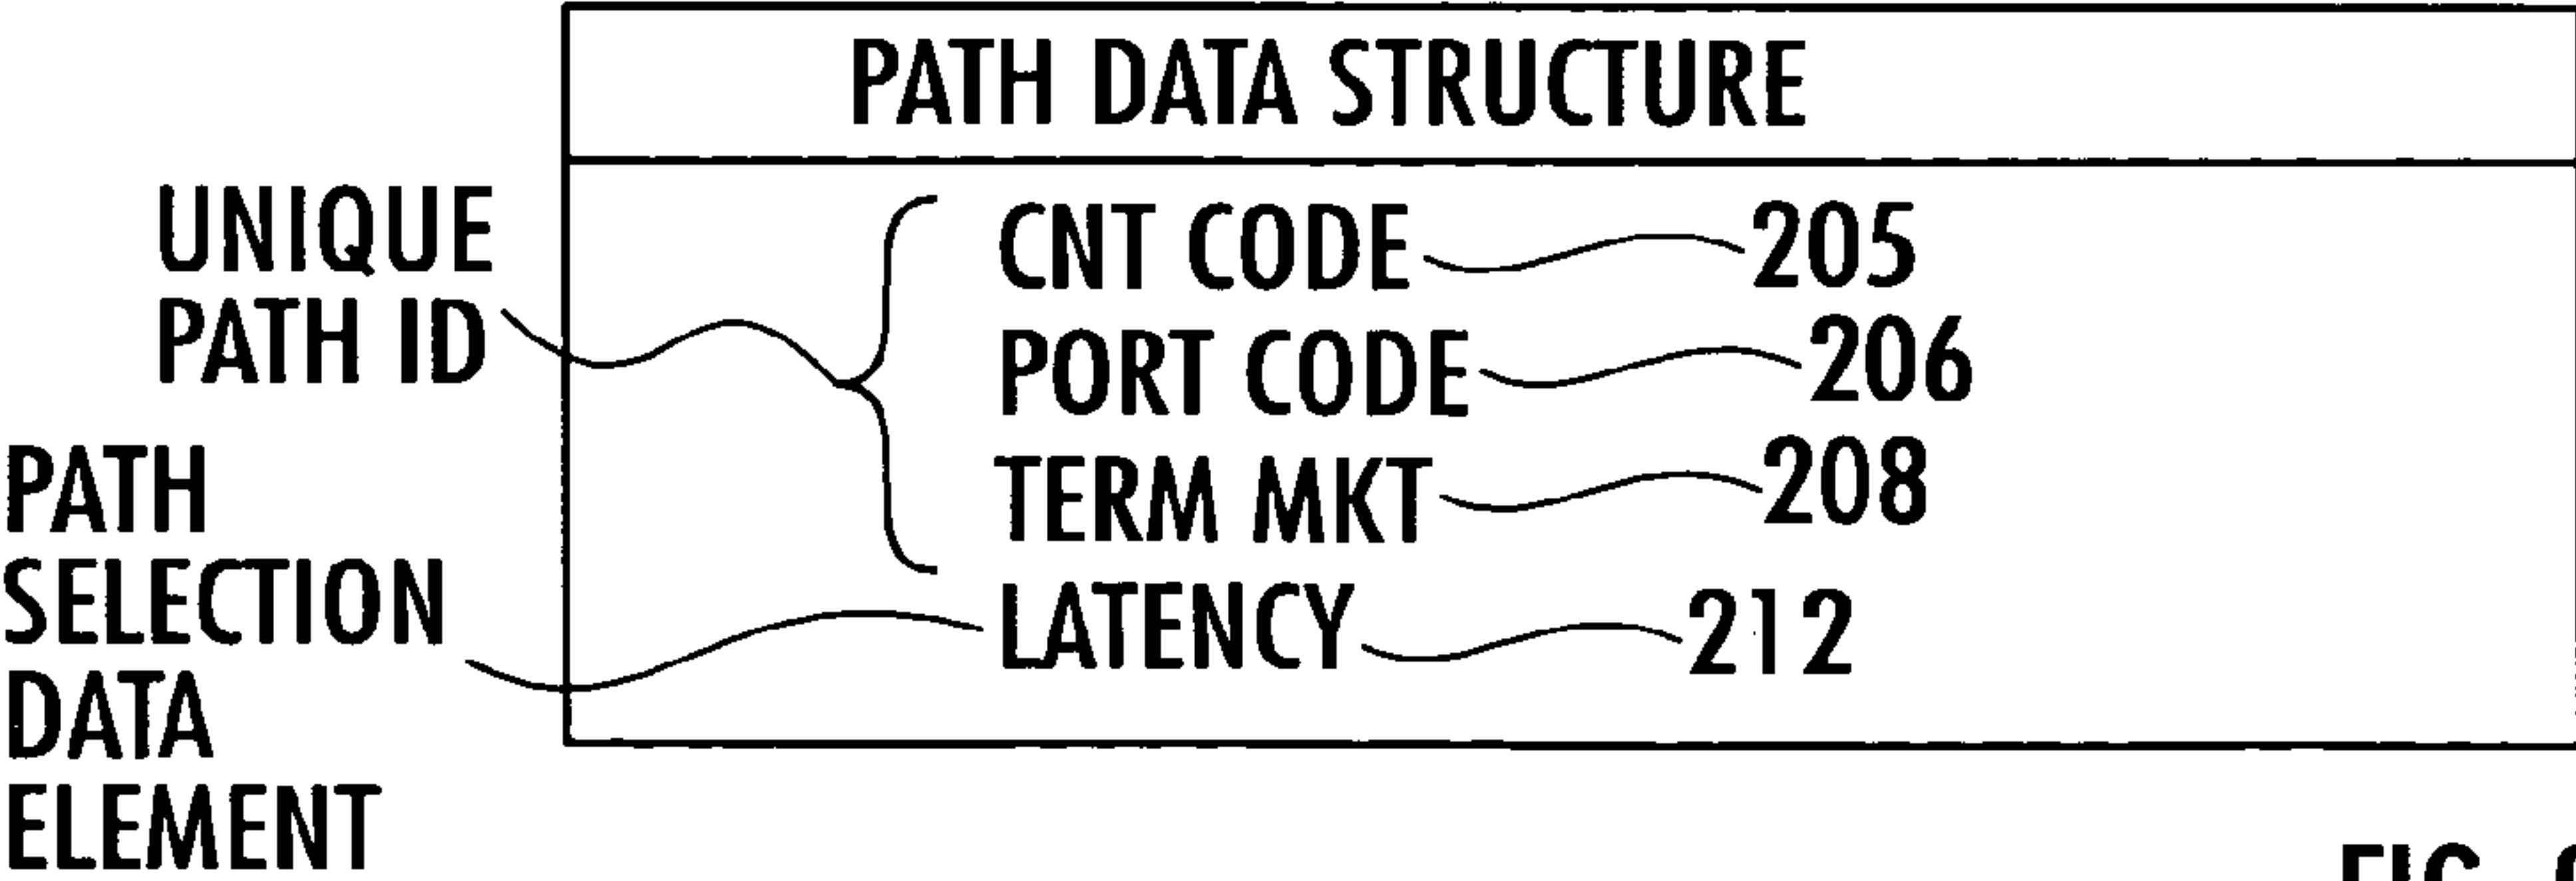 PATH DATA STRUCTURE
UNIQUE
PATH ID
CNT CODE 205
PORT CODE 206
TERM MKT 208
LATENCY 212
PATH
SELECTION
DATA
ELEMENT
FIG.